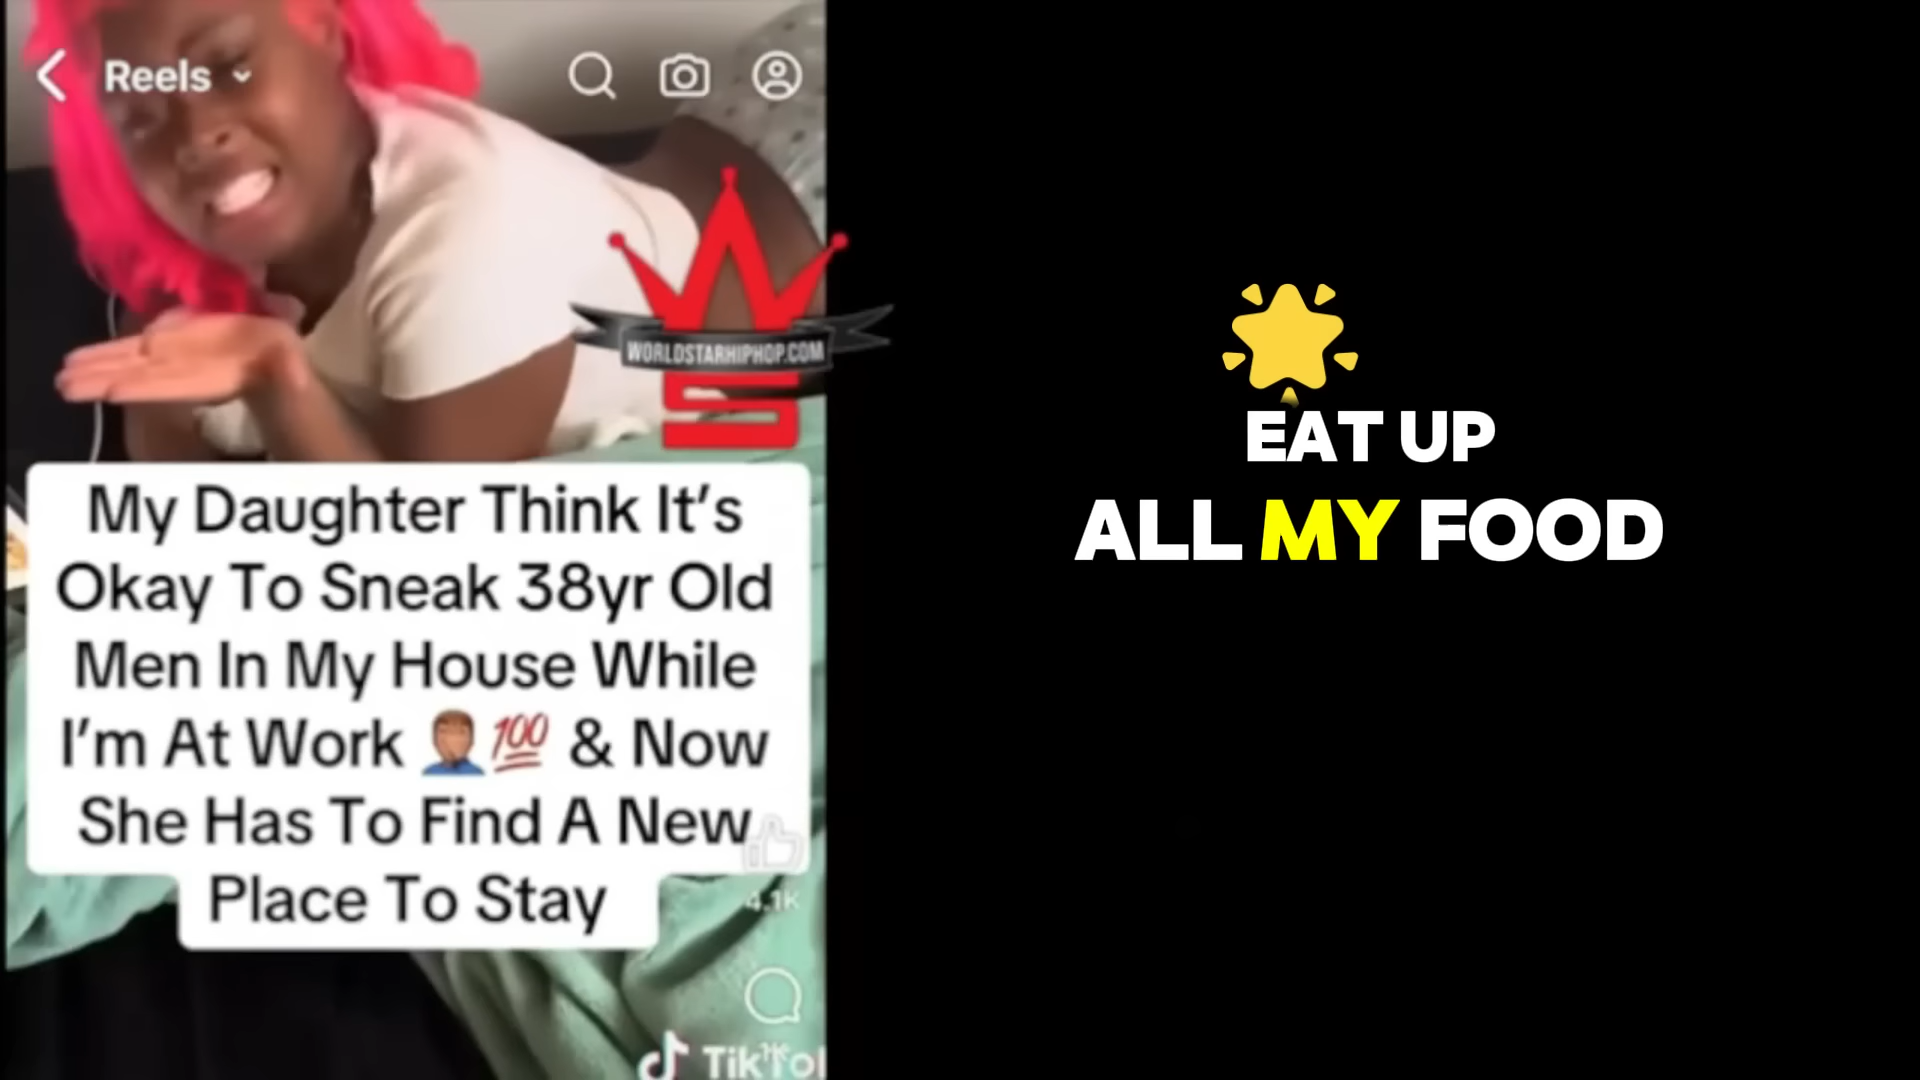 Reels
WORLDSTARHIPHOP.COM
My Daughter Think It's
Okay To Sneak 38yr Old
Men In My House While
I'm At Work 🤦🏽‍♂️💯 & Now
She Has To Find A New
Place To Stay
4.1K
EAT UP
ALL MY FOOD